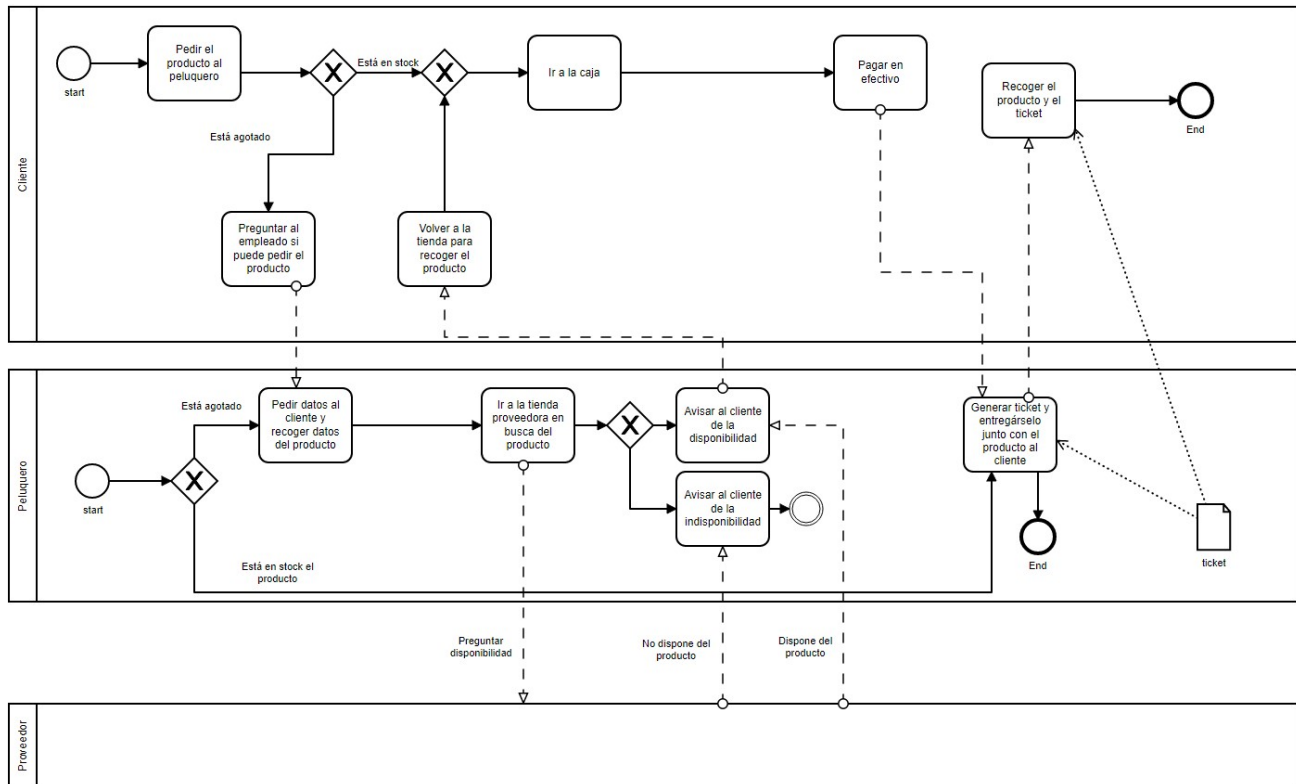 Cliente
start
Pedir el
producto al
peluquero
X
Está en stock
X
Ir a la caja
Pagar en
efectivo
Recoger el
producto y el
ticket
End
Está agotado
Preguntar al
empleado si
puede pedir el
producto
Volver a la
tienda para
recoger el
producto
Peluquero
start
X
Está agotado
Pedir datos al
cliente y
recoger datos
del producto
Ir a la tienda
proveedora en
busca del
producto
X
Avisar al cliente
de la
disponibilidad
Avisar al cliente
de la
indisponibilidad
Generar ticket y
entregárselo
junto con el
producto al
cliente
End
ticket
Está en stock el
producto
Preguntar
disponibilidad
No dispone del
producto
Dispone del
producto
Proveedor